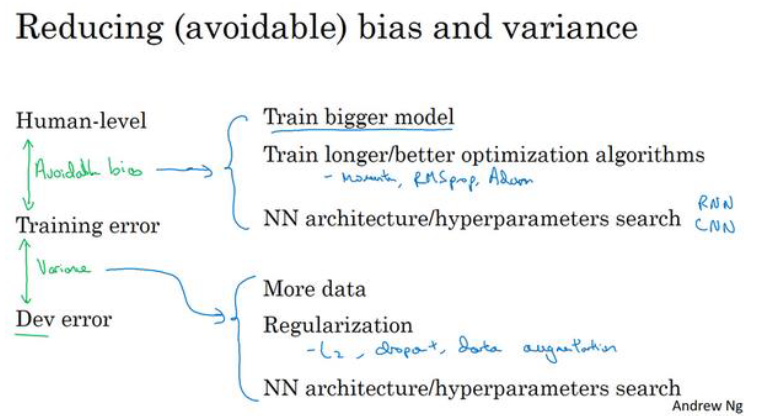 Reducing (avoidable) bias and variance
Human-level
Avoidable bias
Training error
Variance
Dev error
Train bigger model
Train longer/better optimization algorithms
- momentum, RMSprop, Adam
NN architecture/hyperparameters search
RNN
CNN
More data
Regularization
- L2, dropout, data augmentation
NN architecture/hyperparameters search
Andrew Ng